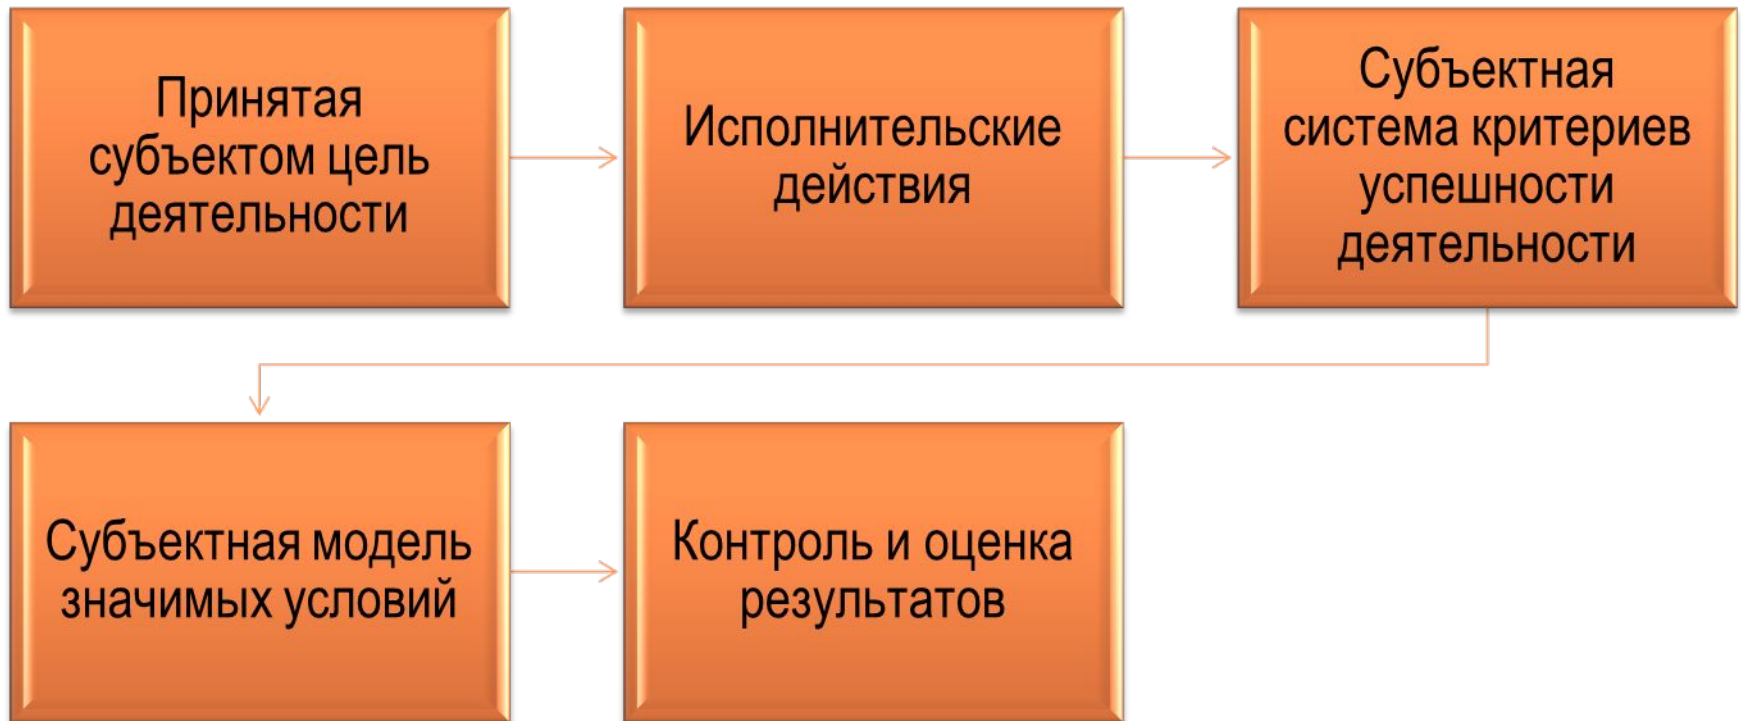 Принятая
субъектом цель
деятельности
Исполнительские
действия
Субъектная
система критериев
успешности
деятельности
Субъектная модель
значимых условий
Контроль и оценка
результатов